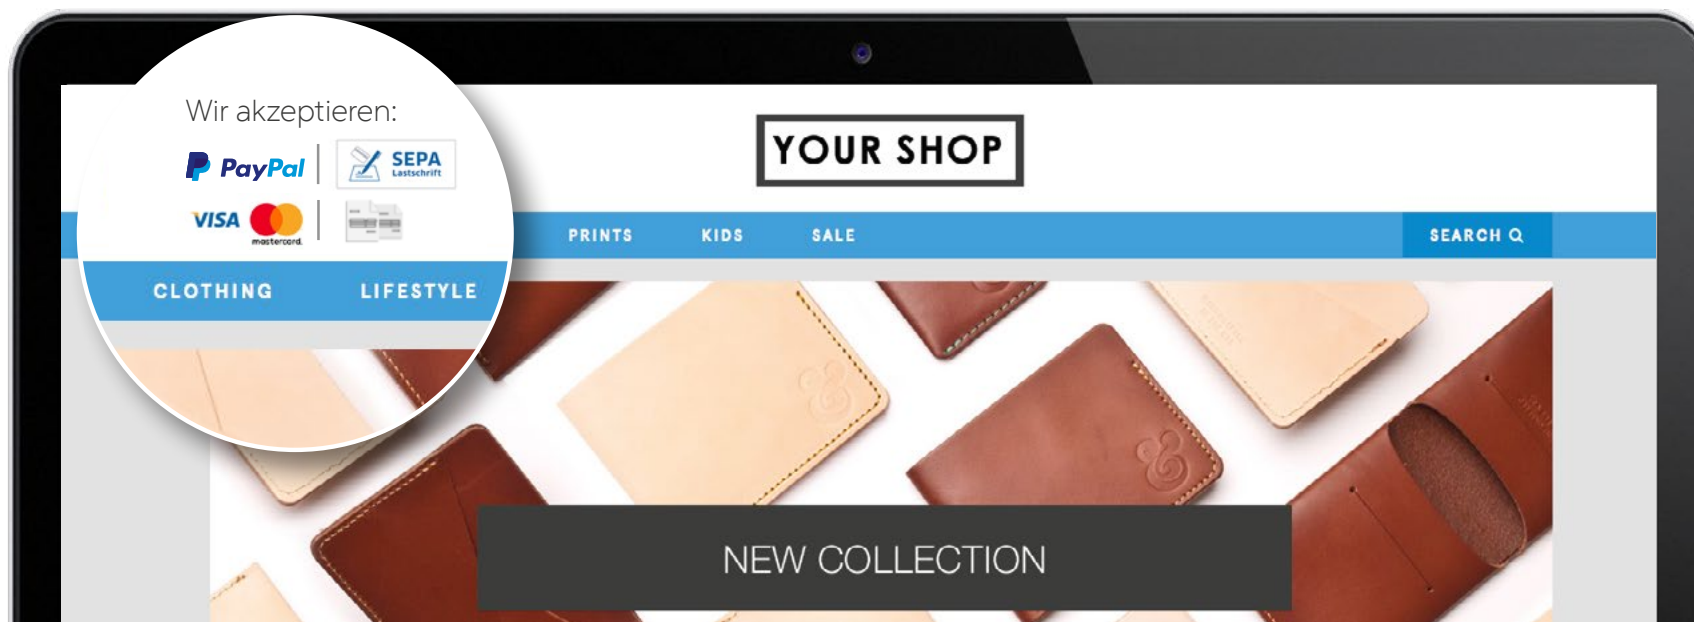 Wir akzeptieren:
PayPal
SEPA
Lastschrift
VISA
mastercard.
YOUR SHOP
CLOTHING LIFESTYLE PRINTS KIDS SALE SEARCH
NEW COLLECTION